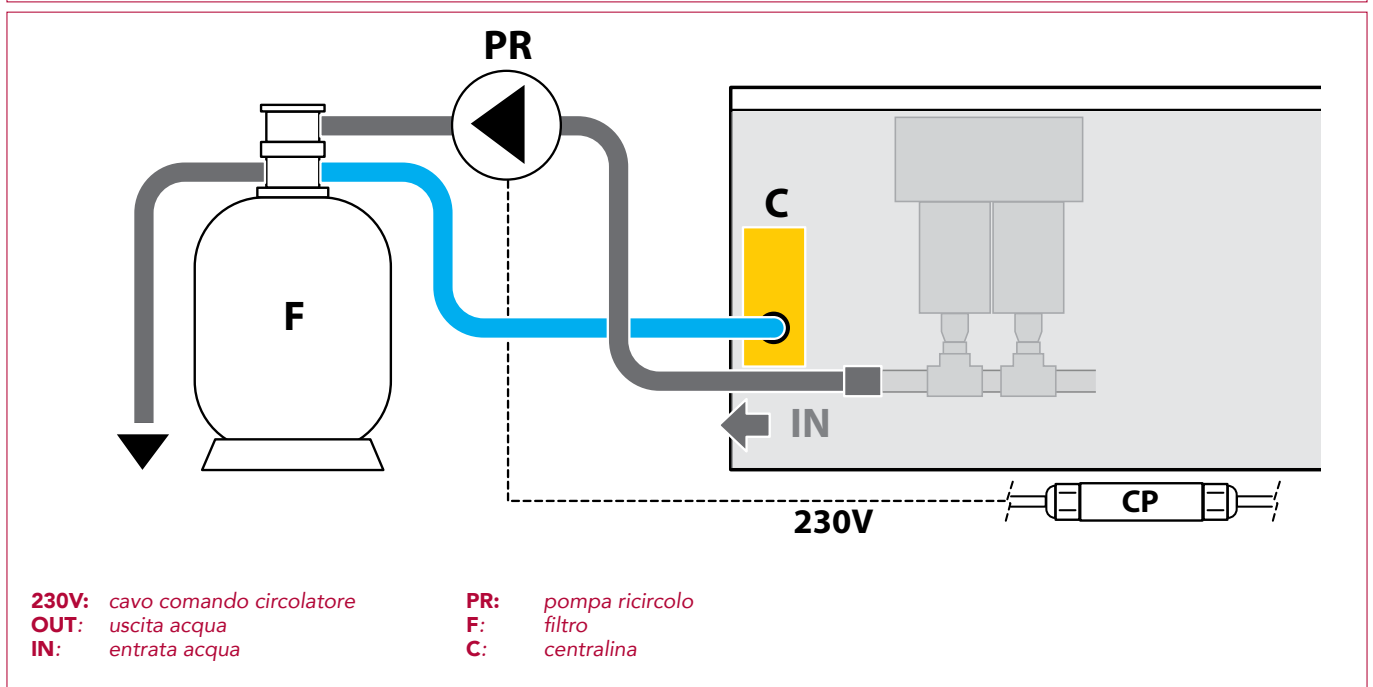 PR
C
F
IN
CP
230V
230V: cavo comando circolatore
OUT: uscita acqua
IN: entrata acqua
PR: pompa ricircolo
F: filtro
C: centralina